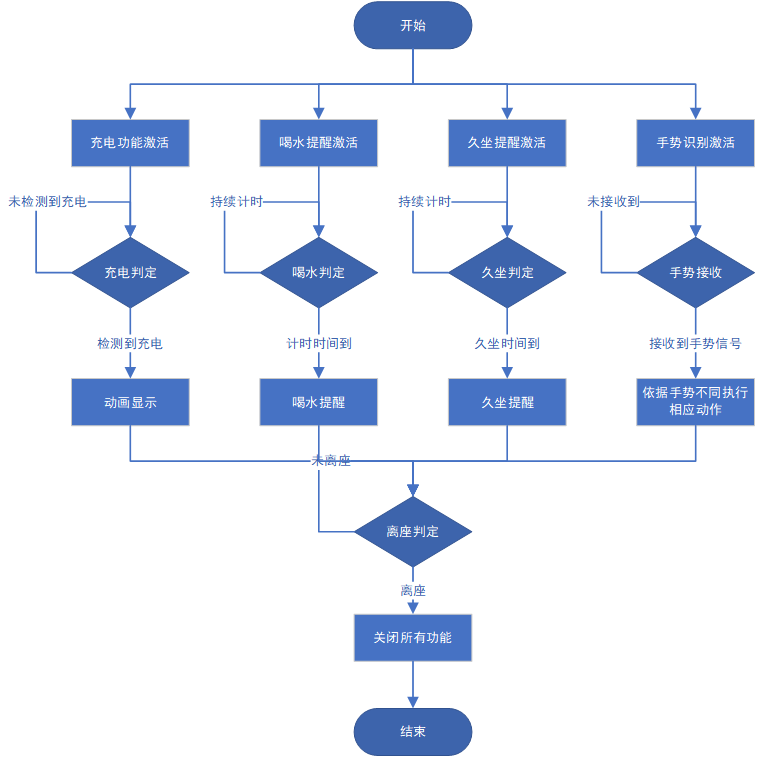 开始
充电功能激活
喝水提醒激活
久坐提醒激活
手势识别激活
未检测到充电
持续计时
持续计时
未接收到
充电判定
喝水判定
久坐判定
手势接收
检测到充电
计时时间到
久坐时间到
接收到手势信号
动画显示
喝水提醒
久坐提醒
依据手势不同执行
相应动作
未离座
离座判定
离座
关闭所有功能
结束